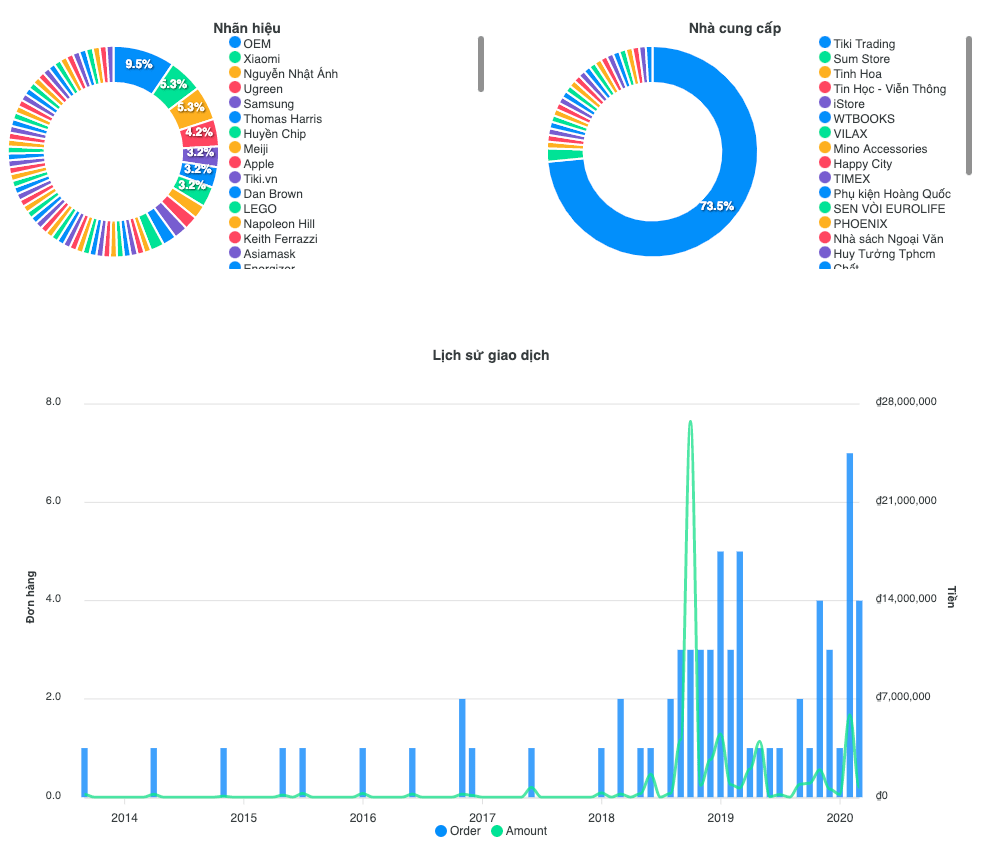 Nhãn hiệu
9.5%
5.3%
5.3%
4.2%
3.2%
3.2%
3.2%
OEM
Xiaomi
Nguyễn Nhật Ánh
Ugreen
Samsung
Thomas Harris
Huyền Chip
Meiji
Apple
Tiki.vn
Dan Brown
LEGO
Napoleon Hill
Keith Ferrazzi
Asiamask
Energizer
Nhà cung cấp
73.5%
Tiki Trading
Sum Store
Tinh Hoa
Tin Học - Viễn Thông
iStore
WTBOOKS
VILAX
Mino Accessories
Happy City
TIMEX
Phụ kiện Hoàng Quốc
SEN VÒI EUROLIFE
PHOENIX
Nhà sách Ngoại Văn
Huy Tưởng Tphcm
Lịch sử giao dịch
8.0
6.0
4.0
2.0
0.0
Đơn hàng
₫28,000,000
₫21,000,000
₫14,000,000
₫7,000,000
₫0
Tiền
2014 2015 2016 2017 2018 2019 2020
Order Amount